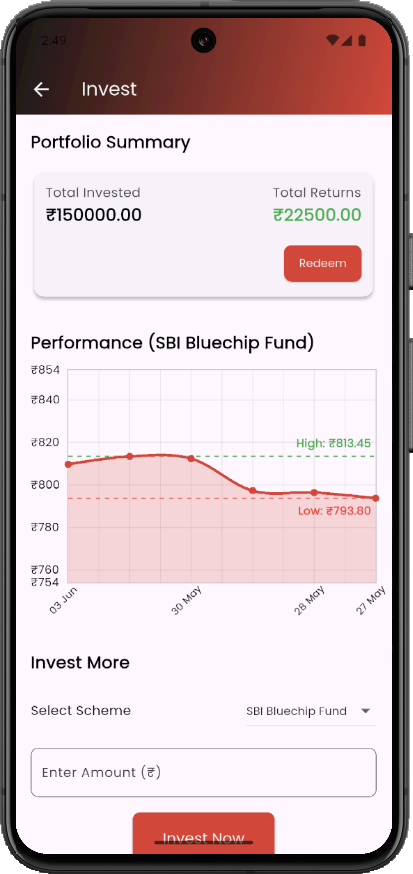 2:49
Invest
Portfolio Summary
Total Invested Total Returns
₹150000.00 ₹22500.00
Redeem
Performance (SBI Bluechip Fund)
₹854
₹840
₹820
High: ₹813.45
₹800
Low: ₹793.80
₹780
₹760
₹754
03 Jun 30 May 28 May 27 May
Invest More
Select Scheme SBI Bluechip Fund
Enter Amount (₹)
Invest Now